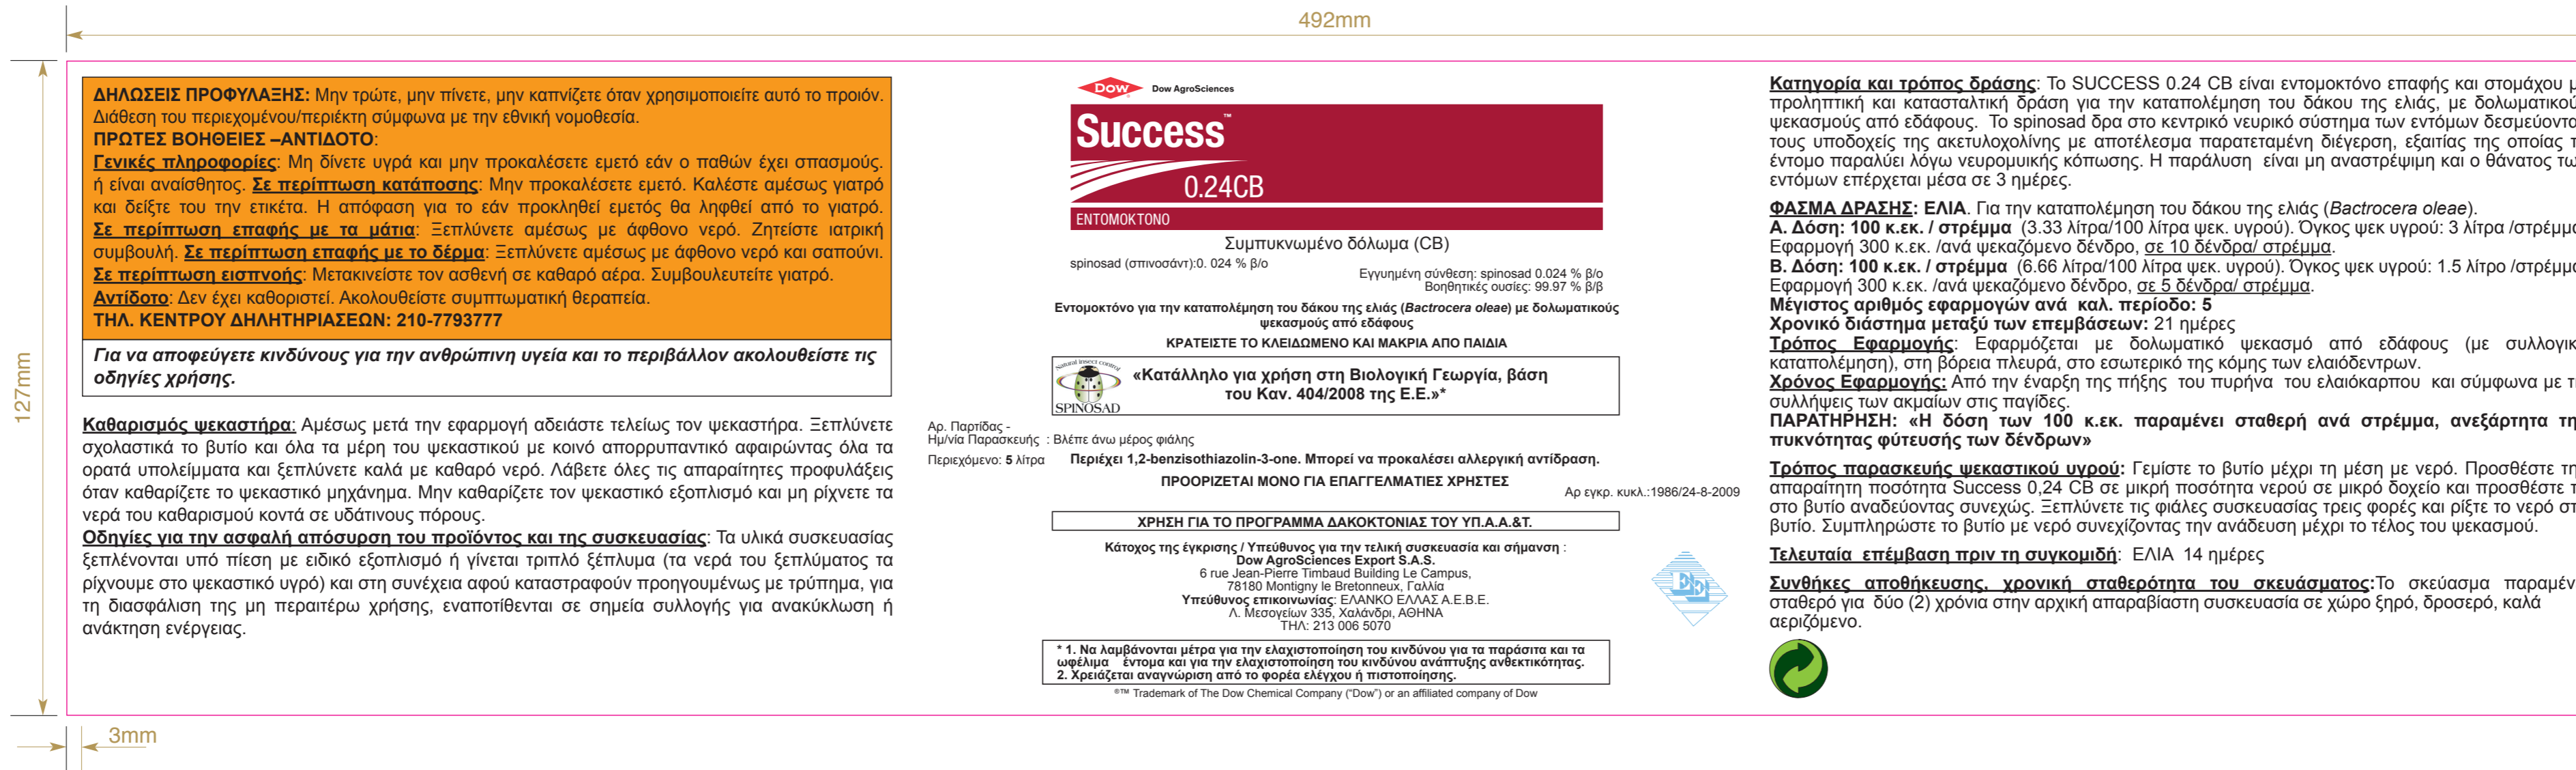 492mm
127mm
3mm
ΔΗΛΩΣΕΙΣ ΠΡΟΦΥΛΑΞΗΣ: Μην τρώτε, μην πίνετε, μην καπνίζετε όταν χρησιμοποιείτε αυτό το προιόν.
Διάθεση του περιεχομένου/περιέκτη σύμφωνα με την εθνική νομοθεσία.
ΠΡΩΤΕΣ ΒΟΗΘΕΙΕΣ –ΑΝΤΙΔΟΤΟ:
Γενικές πληροφορίες: Μη δίνετε υγρά και μην προκαλέσετε εμετό εάν ο παθών έχει σπασμούς.
ή είναι αναίσθητος. Σε περίπτωση κατάποσης: Μην προκαλέσετε εμετό. Καλέστε αμέσως γιατρό
και δείξτε του την ετικέτα. Η απόφαση για το εάν προκληθεί εμετός θα ληφθεί από το γιατρό.
Σε περίπτωση επαφής με τα μάτια: Ξεπλύνετε αμέσως με άφθονο νερό. Ζητείστε ιατρική
συμβουλή. Σε περίπτωση επαφής με το δέρμα: Ξεπλύνετε αμέσως με άφθονο νερό και σαπούνι.
Σε περίπτωση εισπνοής: Μετακινείστε τον ασθενή σε καθαρό αέρα. Συμβουλευτείτε γιατρό.
Αντίδοτο: Δεν έχει καθοριστεί. Ακολουθείστε συμπτωματική θεραπεία.
ΤΗΛ. ΚΕΝΤΡΟΥ ΔΗΛΗΤΗΡΙΑΣΕΩΝ: 210-7793777
Για να αποφεύγετε κινδύνους για την ανθρώπινη υγεία και το περιβάλλον ακολουθείστε τις
οδηγίες χρήσης.
Καθαρισμός ψεκαστήρα: Αμέσως μετά την εφαρμογή αδειάστε τελείως τον ψεκαστήρα. Ξεπλύνετε
σχολαστικά το βυτίο και όλα τα μέρη του ψεκαστικού με κοινό απορρυπαντικό αφαιρώντας όλα τα
ορατά υπολείμματα και ξεπλύνετε καλά με καθαρό νερό. Λάβετε όλες τις απαραίτητες προφυλάξεις
όταν καθαρίζετε το ψεκαστικό μηχάνημα. Μην καθαρίζετε τον ψεκαστικό εξοπλισμό και μη ρίχνετε τα
νερά του καθαρισμού κοντά σε υδάτινους πόρους.
Οδηγίες για την ασφαλή απόσυρση του προϊόντος και της συσκευασίας: Τα υλικά συσκευασίας
ξεπλένονται υπό πίεση με ειδικό εξοπλισμό ή γίνεται τριπλό ξέπλυμα (τα νερά του ξεπλύματος τα
ρίχνουμε στο ψεκαστικό υγρό) και στη συνέχεια αφού καταστραφούν προηγουμένως με τρύπημα, για
τη διασφάλιση της μη περαιτέρω χρήσης, εναποτίθενται σε σημεία συλλογής για ανακύκλωση ή
ανάκτηση ενέργειας.
Dow Dow AgroSciences
Success™
0.24CB
ΕΝΤΟΜΟΚΤΟΝΟ
Συμπυκνωμένο δόλωμα (CB)
spinosad (σπινοσάντ):0. 024 % β/ο
Εγγυημένη σύνθεση: spinosad 0.024 % β/ο
Βοηθητικές ουσίες: 99.97 % β/β
Εντομοκτόνο για την καταπολέμηση του δάκου της ελιάς (Bactrocera oleae) με δολωματικούς
ψεκασμούς από εδάφους
ΚΡΑΤΕΙΣΤΕ ΤΟ ΚΛΕΙΔΩΜΕΝΟ ΚΑΙ ΜΑΚΡΙΑ ΑΠΟ ΠΑΙΔΙΑ
Natural insect control
SPINOSAD
«Κατάλληλο για χρήση στη Βιολογική Γεωργία, βάση
του Καν. 404/2008 της Ε.Ε.»*
Αρ. Παρτίδας -
Ημ/νία Παρασκευής : Βλέπε άνω μέρος φιάλης
Περιεχόμενο: 5 λίτρα
Περιέχει 1,2-benzisothiazolin-3-one. Μπορεί να προκαλέσει αλλεργική αντίδραση.
ΠΡΟΟΡΙΖΕΤΑΙ ΜΟΝΟ ΓΙΑ ΕΠΑΓΓΕΛΜΑΤΙΕΣ ΧΡΗΣΤΕΣ
Αρ εγκρ. κυκλ.:1986/24-8-2009
ΧΡΗΣΗ ΓΙΑ ΤΟ ΠΡΟΓΡΑΜΜΑ ΔΑΚΟΚΤΟΝΙΑΣ ΤΟΥ ΥΠ.Α.Α.&Τ.
Κάτοχος της έγκρισης / Υπεύθυνος για την τελική συσκευασία και σήμανση :
Dow AgroSciences Export S.A.S.
6 rue Jean-Pierre Timbaud Building Le Campus,
78180 Montigny le Bretonneux, Γαλλία
Υπεύθυνος επικοινωνίας: ΕΛΑΝΚΟ ΕΛΛΑΣ Α.Ε.Β.Ε.
Λ. Μεσογείων 335, Χαλάνδρι, ΑΘΗΝΑ
ΤΗΛ: 213 006 5070
* 1. Να λαμβάνονται μέτρα για την ελαχιστοποίηση του κινδύνου για τα παράσιτα και τα
ωφέλιμα έντομα και για την ελαχιστοποίηση του κινδύνου ανάπτυξης ανθεκτικότητας.
2. Χρειάζεται αναγνώριση από το φορέα ελέγχου ή πιστοποίησης.
®™ Trademark of The Dow Chemical Company (“Dow”) or an affiliated company of Dow
Κατηγορία και τρόπος δράσης: Το SUCCESS 0.24 CB είναι εντομοκτόνο επαφής και στομάχου
προληπτική και κατασταλτική δράση για την καταπολέμηση του δάκου της ελιάς, με δολωματικού
ψεκασμούς από εδάφους. Το spinosad δρα στο κεντρικό νευρικό σύστημα των εντόμων δεσμεύοντα
τους υποδοχείς της ακετυλοχολίνης με αποτέλεσμα παρατεταμένη διέγερση, εξαιτίας της οποίας
έντομο παραλύει λόγω νευρομυικής κόπωσης. Η παράλυση είναι μη αναστρέψιμη και ο θάνατος τω
εντόμων επέρχεται μέσα σε 3 ημέρες.
ΦΑΣΜΑ ΔΡΑΣΗΣ: ΕΛΙΑ. Για την καταπολέμηση του δάκου της ελιάς (Bactrocera oleae).
Α. Δόση: 100 κ.εκ. / στρέμμα (3.33 λίτρα/100 λίτρα ψεκ. υγρού). Όγκος ψεκ υγρού: 3 λίτρα /στρέμμα
Εφαρμογή 300 κ.εκ. /ανά ψεκαζόμενο δένδρο, σε 10 δένδρα/ στρέμμα.
Β. Δόση: 100 κ.εκ. / στρέμμα (6.66 λίτρα/100 λίτρα ψεκ. υγρού). Όγκος ψεκ υγρού: 1.5 λίτρο /στρέμμα
Εφαρμογή 300 κ.εκ. /ανά ψεκαζόμενο δένδρο, σε 5 δένδρα/ στρέμμα.
Μέγιστος αριθμός εφαρμογών ανά καλ. περίοδο: 5
Χρονικό διάστημα μεταξύ των επεμβάσεων: 21 ημέρες
Τρόπος Εφαρμογής: Εφαρμόζεται με δολωματικό ψεκασμό από εδάφους (με συλλογικ
καταπολέμηση), στη βόρεια πλευρά, στο εσωτερικό της κόμης των ελαιόδεντρων.
Χρόνος Εφαρμογής: Από την έναρξη της πήξης του πυρήνα του ελαιόκαρπου και σύμφωνα με τι
συλλήψεις των ακμαίων στις παγίδες.
ΠΑΡΑΤΗΡΗΣΗ: «Η δόση των 100 κ.εκ. παραμένει σταθερή ανά στρέμμα, ανεξάρτητα τη
πυκνότητας φύτευσής των δένδρων»
Τρόπος παρασκευής ψεκαστικού υγρού: Γεμίστε το βυτίο μέχρι τη μέση με νερό. Προσθέστε τη
απαραίτητη ποσότητα Success 0,24 CB σε μικρή ποσότητα νερού σε μικρό δοχείο και προσθέστε τ
στο βυτίο αναδεύοντας συνεχώς. Ξεπλύνετε τις φιάλες συσκευασίας τρεις φορές και ρίξτε το νερό στ
βυτίο. Συμπληρώστε το βυτίο με νερό συνεχίζοντας την ανάδευση μέχρι το τέλος του ψεκασμού.
Τελευταία επέμβαση πριν τη συγκομιδή: ΕΛΙΑ 14 ημέρες
Συνθήκες αποθήκευσης, χρονική σταθερότητα του σκευάσματος:Το σκεύασμα παραμέν
σταθερό για δύο (2) χρόνια στην αρχική απαραβίαστη συσκευασία σε χώρο ξηρό, δροσερό, καλά
αεριζόμενο.